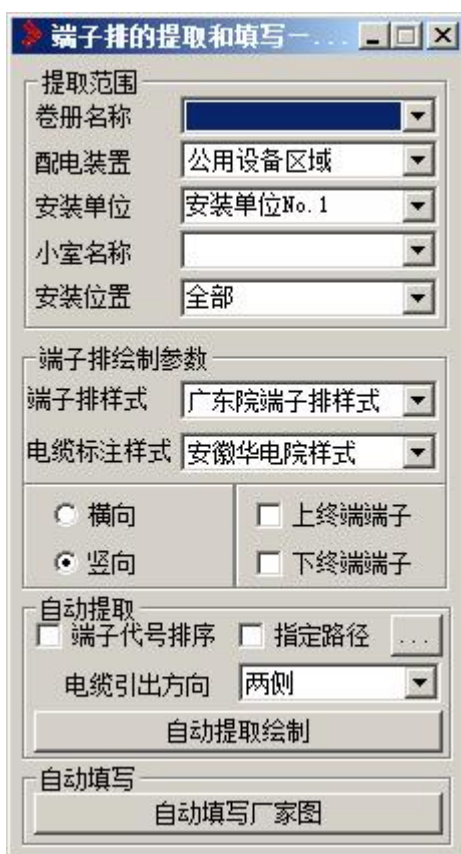 端子排的提取和填写一...
提取范围
卷册名称
配电装置 公用设备区域
安装单位 安装单位No.1
小室名称
安装位置 全部
端子排绘制参数
端子排样式 广东院端子排样式
电缆标注样式 安徽华电院样式
横向 上终端端子
竖向 下终端端子
自动提取
端子代号排序 指定路径 ...
电缆引出方向 两侧
自动提取绘制
自动填写
自动填写厂家图